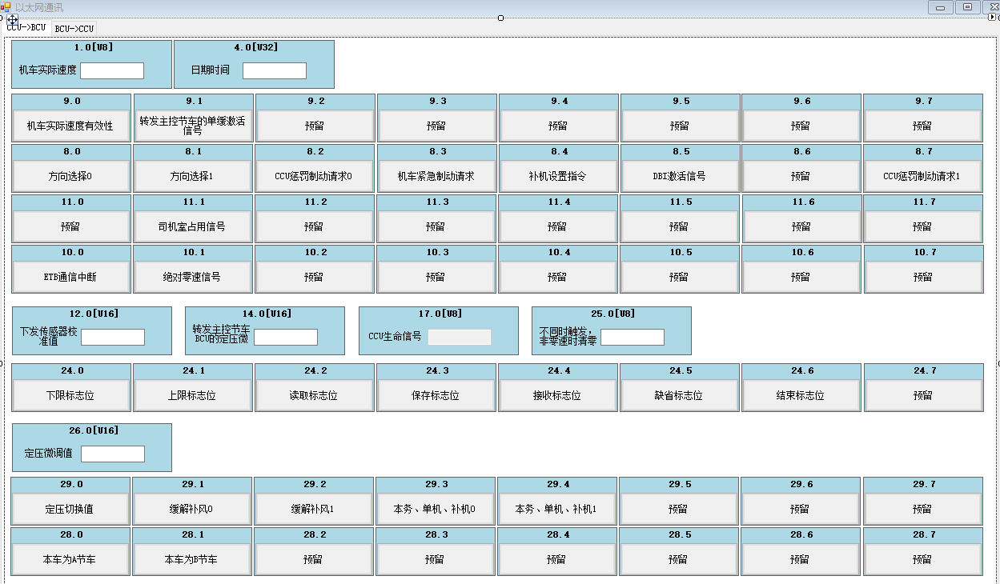 以太网通讯
CCU->BCU BCU->CCU
1.0[U8] 4.0[U32]
机车实际速度 日期时间
9.0 9.1 9.2 9.3 9.4 9.5 9.6 9.7
机车实际速度有效性 转发主控节车的单缓激活 预留 预留 预留 预留 预留 预留
信号
8.0 8.1 8.2 8.3 8.4 8.5 8.6 8.7
方向选择0 方向选择1 CCU惩罚制动请求0 机车紧急制动请求 补机设置指令 DBI激活信号 预留 CCU惩罚制动请求1
11.0 11.1 11.2 11.3 11.4 11.5 11.6 11.7
预留 司机室占用信号 预留 预留 预留 预留 预留 预留
10.0 10.1 10.2 10.3 10.4 10.5 10.6 10.7
ETB通信中断 绝对零速信号 预留 预留 预留 预留 预留 预留
12.0[U16] 14.0[U16] 17.0[U8] 25.0[U8]
下发传感器校 转发主控节车 CCU生命信号 不同时触发，
准值 BCU的定压微 非零速时清零
24.0 24.1 24.2 24.3 24.4 24.5 24.6 24.7
下限标志位 上限标志位 读取标志位 保存标志位 接收标志位 缺省标志位 结束标志位 预留
26.0[U16]
定压微调值
29.0 29.1 29.2 29.3 29.4 29.5 29.6 29.7
定压切换值 缓解补风0 缓解补风1 本务、单机、补机0 本务、单机、补机1 预留 预留 预留
28.0 28.1 28.2 28.3 28.4 28.5 28.6 28.7
本车为A节车 本车为B节车 预留 预留 预留 预留 预留 预留